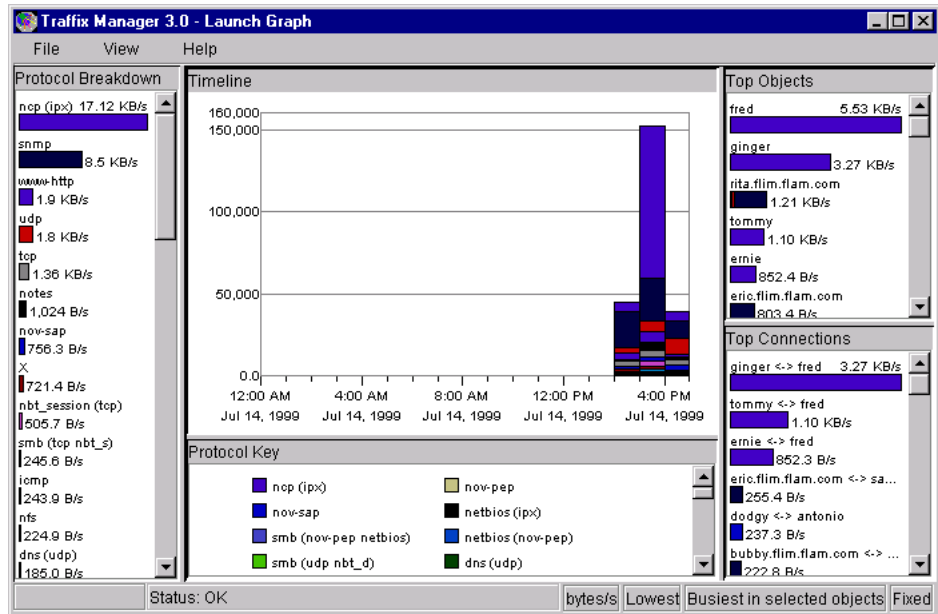 Traffix Manager 3.0 - Launch Graph
File View Help
Protocol Breakdown
ncp (ipx) 17.12 KB/s
snmp
8.5 KB/s
www-http
1.9 KB/s
udp
1.8 KB/s
tcp
1.36 KB/s
notes
1,024 B/s
nov-sap
756.3 B/s
X
721.4 B/s
nbt_session (tcp)
505.7 B/s
smb (tcp nbt_s)
245.6 B/s
icmp
243.9 B/s
nfs
224.9 B/s
dns (udp)
185.0 B/s
Timeline
160,000
150,000
100,000
50,000
0.0
12:00 AM 4:00 AM 8:00 AM 12:00 PM 4:00 PM
Jul 14, 1999 Jul 14, 1999 Jul 14, 1999 Jul 14, 1999 Jul 14, 1999
Protocol Key
ncp (ipx) nov-pep
nov-sap netbios (ipx)
smb (nov-pep netbios) netbios (nov-pep)
smb (udp nbt_d) dns (udp)
Top Objects
fred 5.53 KB/s
ginger
3.27 KB/s
rita.flim.flam.com
1.21 KB/s
tommy
1.10 KB/s
ernie
852.4 B/s
eric.flim.flam.com
803.4 B/s
Top Connections
ginger <-> fred 3.27 KB/s
tommy <-> fred
1.10 KB/s
ernie <-> fred
852.3 B/s
eric.flim.flam.com <-> sa...
255.4 B/s
dodgy <-> antonio
237.3 B/s
bubby.flim.flam.com <-> ...
222.8 B/s
Status: OK bytes/s Lowest Busiest in selected objects Fixed